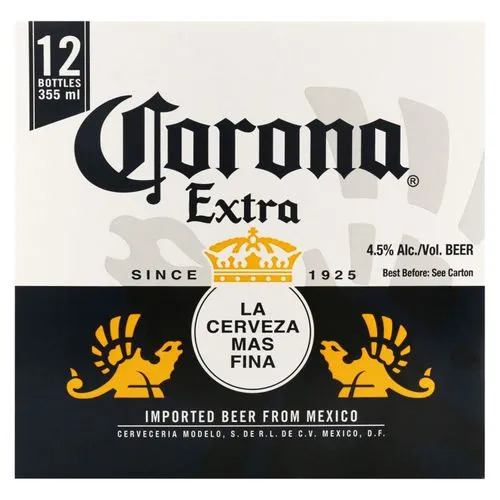 12
BOTTLES
355 ml
Corona®
Extra
4.5% Alc./Vol. BEER
Best Before: See Carton
SINCE 1925
LA
CERVEZA
MAS
FINA
IMPORTED BEER FROM MEXICO
CERVECERIA MODELO, S. DE R.L. DE C.V. MEXICO, D.F.